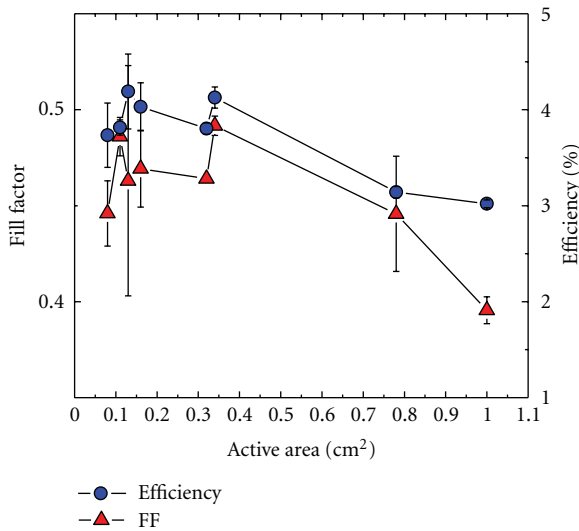 5
0.5
4
Fill factor
Efficiency (%)
3
0.4
2
1
0 0.1 0.2 0.3 0.4 0.5 0.6 0.7 0.8 0.9 1 1.1
Active area (cm²)
Efficiency
FF